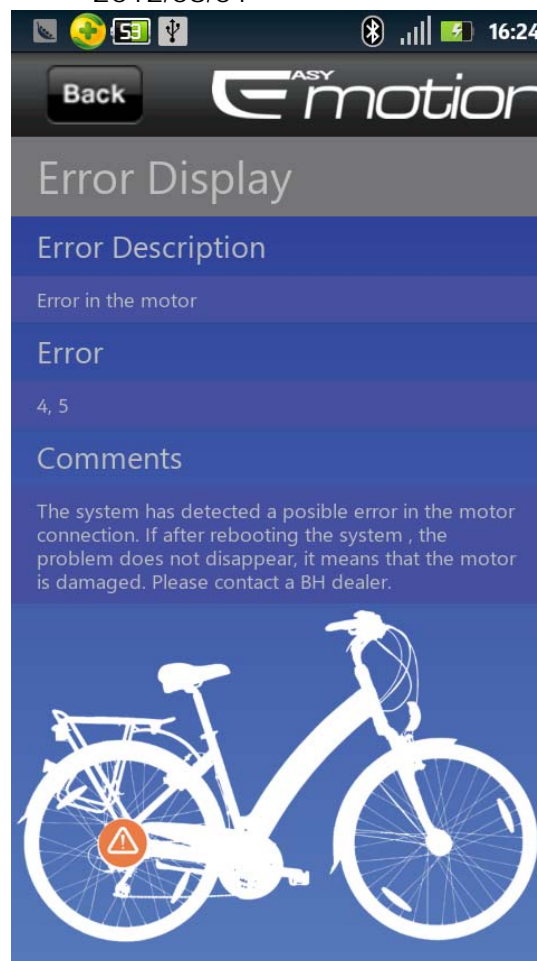 53
16:24
Back
EASY
motion
Error Display
Error Description
Error in the motor
Error
4, 5
Comments
The system has detected a posible error in the motor
connection. If after rebooting the system , the
problem does not disappear, it means that the motor
is damaged. Please contact a BH dealer.